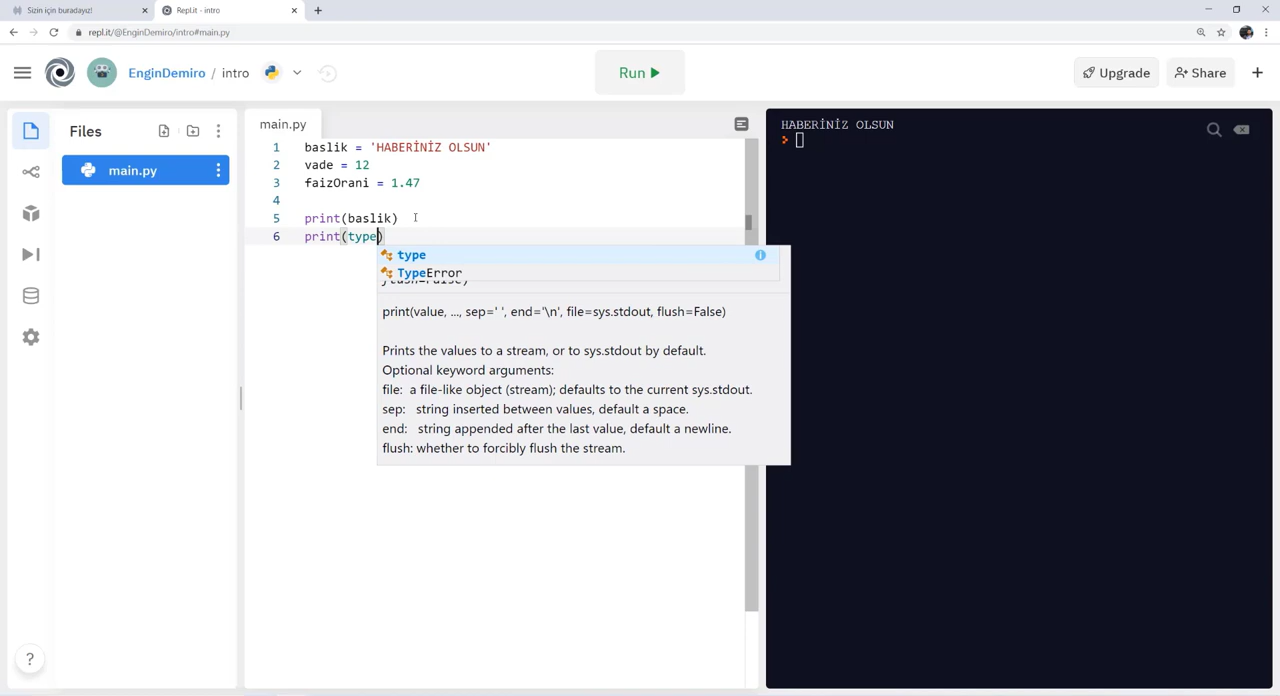 Sizin için buradayız!
Repl.it - intro
repl.it/@EnginDemiro/intro#main.py
EnginDemiro / intro
Run
Upgrade
Share
Files
main.py
main.py
1 baslik = 'HABERİNİZ OLSUN'
2 vade = 12
3 faizOrani = 1.47
4
5 print(baslik)
6 print(type)
type
TypeError
flush=False)
print(value, ..., sep=' ', end='\n', file=sys.stdout, flush=False)
Prints the values to a stream, or to sys.stdout by default.
Optional keyword arguments:
file: a file-like object (stream); defaults to the current sys.stdout.
sep: string inserted between values, default a space.
end: string appended after the last value, default a newline.
flush: whether to forcibly flush the stream.
HABERİNİZ OLSUN
?